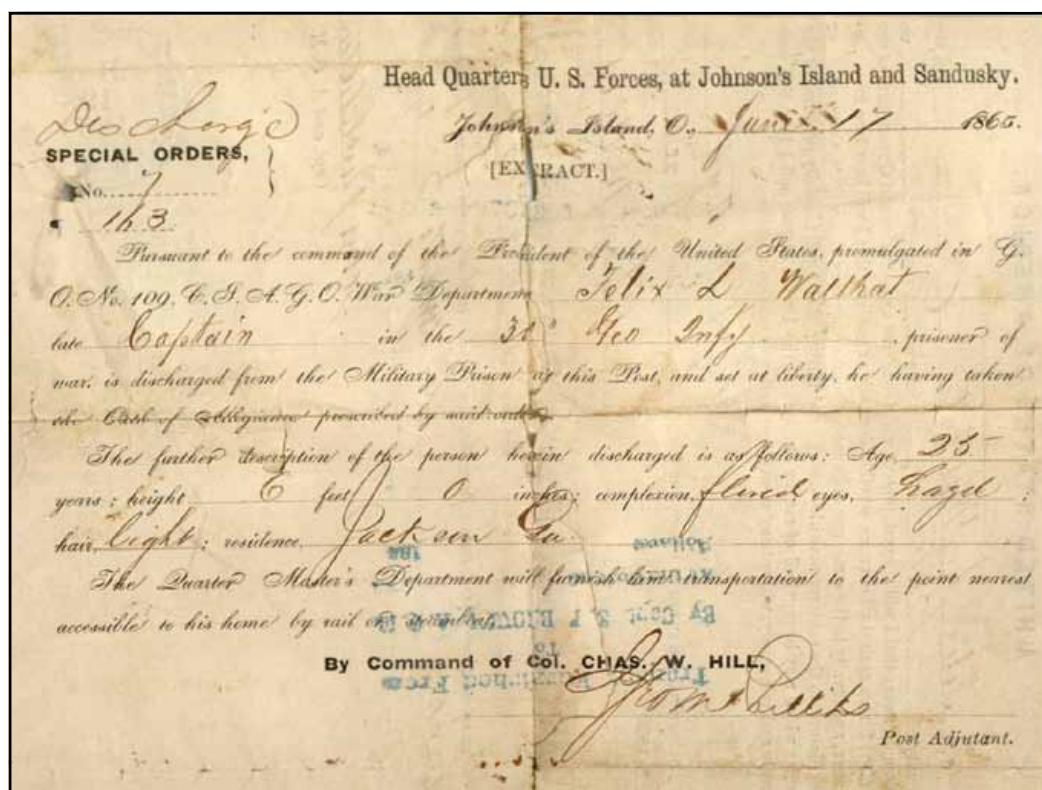 Head Quarters U. S. Forces, at Johnson's Island and Sandusky.
Discharge
Johnson's Island, O., June 17 1865.
SPECIAL ORDERS,
[EXTRACT.]
No.
163
Pursuant to the command of the President of the United States, promulgated in G.
O. No. 109, C. S. A. G. O. War Department Felix L
late Captain in the Geo Infy prisoner of
war, is discharged from the Military Prison at this Post, and set at liberty, he having taken
the Oath of Allegiance prescribed by said order.
The further description of the person herein discharged is as follows: Age, 25
years; height 6 feet 0 inches; complexion, florid eyes, hazel ;
hair, light; residence, Jackson Ga.
The Quarter Master's Department will furnish him transportation to the point nearest
accessible to his home by rail or steamboat.
By Command of Col. CHAS. W. HILL,
Post Adjutant.